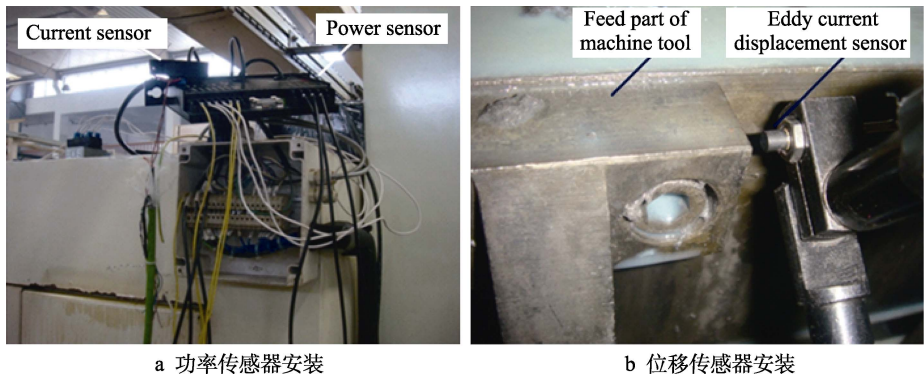 Current sensor
Power sensor
Feed part of
machine tool
Eddy current
displacement sensor
a 功率传感器安装
b 位移传感器安装